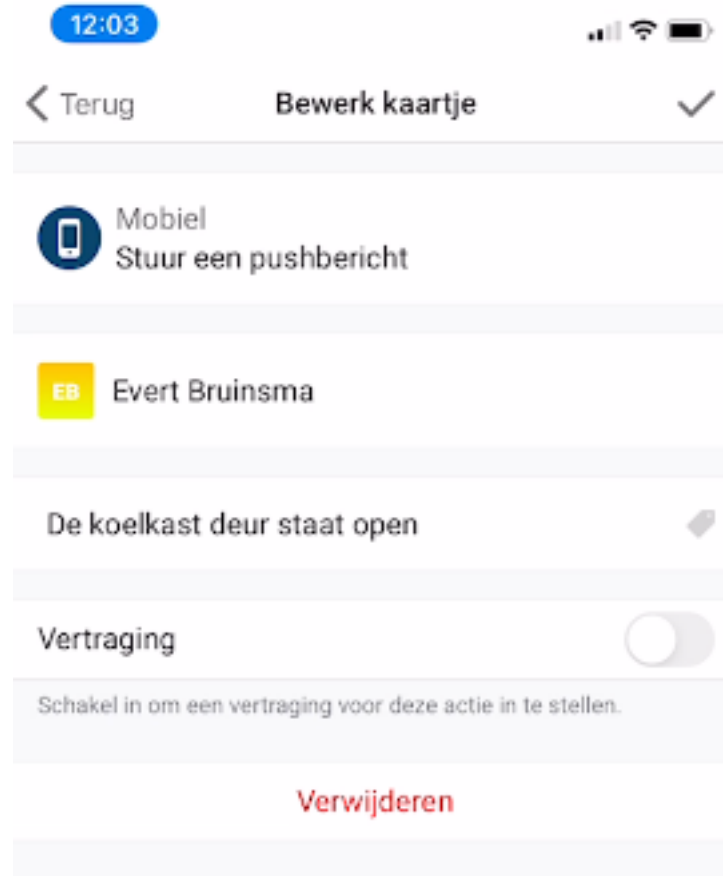 12:03
Terug
Bewerk kaartje
Mobiel
Stuur een pushbericht
EB
Evert Bruinsma
De koelkast deur staat open
Vertraging
Schakel in om een vertraging voor deze actie in te stellen.
Verwijderen